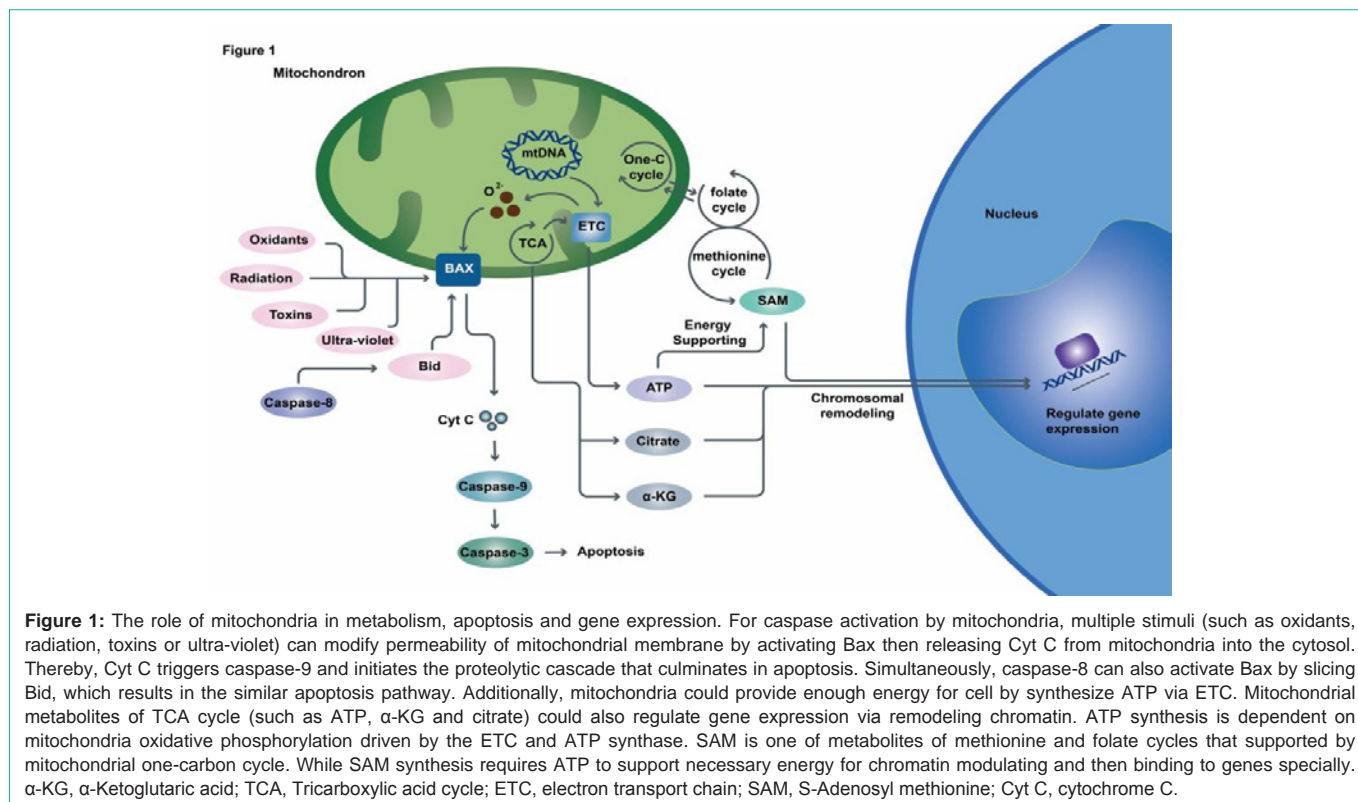 Figure 1
Mitochondron
mtDNA
One-C
cycle
folate
cycle
O2-
ETC
TCA
methionine
cycle
Nucleus
Oxidants
BAX
Radiation
SAM
Toxins
Ultra-violet
Energy
Supporting
Bid
ATP
Caspase-8
Chromosomal
remodeling
Regulate gene
expression
Cyt C
Citrate
Caspase-9
α-KG
Caspase-3
Apoptosis
Figure 1: The role of mitochondria in metabolism, apoptosis and gene expression. For caspase activation by mitochondria, multiple stimuli (such as oxidants,
radiation, toxins or ultra-violet) can modify permeability of mitochondrial membrane by activating Bax then releasing Cyt C from mitochondria into the cytosol.
Thereby, Cyt C triggers caspase-9 and initiates the proteolytic cascade that culminates in apoptosis. Simultaneously, caspase-8 can also activate Bax by slicing
Bid, which results in the similar apoptosis pathway. Additionally, mitochondria could provide enough energy for cell by synthesize ATP via ETC. Mitochondrial
metabolites of TCA cycle (such as ATP, α-KG and citrate) could also regulate gene expression via remodeling chromatin. ATP synthesis is dependent on
mitochondria oxidative phosphorylation driven by the ETC and ATP synthase. SAM is one of metabolites of methionine and folate cycles that supported by
mitochondrial one-carbon cycle. While SAM synthesis requires ATP to support necessary energy for chromatin modulating and then binding to genes specially.
α-KG, α-Ketoglutaric acid; TCA, Tricarboxylic acid cycle; ETC, electron transport chain; SAM, S-Adenosyl methionine; Cyt C, cytochrome C.